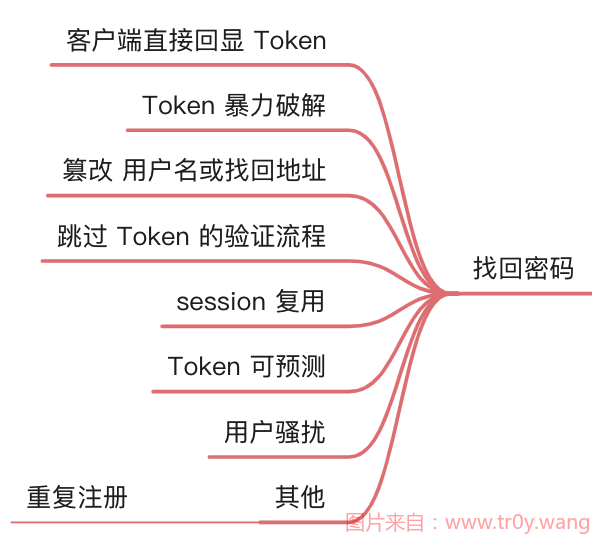 客户端直接回显 Token
Token 暴力破解
篡改 用户名或找回地址
跳过 Token 的验证流程
找回密码
session 复用
Token 可预测
用户骚扰
重复注册
其他
图片来自：www.tr0y.wang